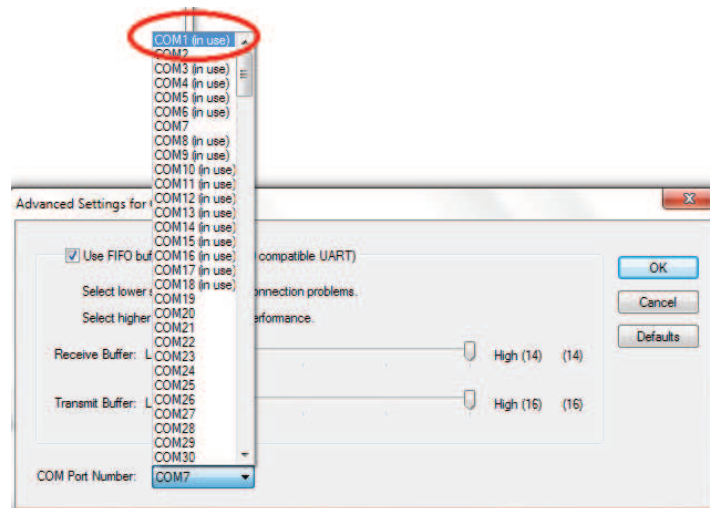 COM1 (in use)
COM2
COM3 (in use)
COM4 (in use)
COM5 (in use)
COM6 (in use)
COM7
COM8 (in use)
COM9 (in use)
COM10 (in use)
COM11 (in use)
COM12 (in use)
COM13 (in use)
COM14 (in use)
COM15 (in use)
COM16 (in use)
COM17 (in use)
COM18 (in use)
COM19
COM20
COM21
COM22
COM23
COM24
COM25
COM26
COM27
COM28
COM29
COM30
Advanced Settings for
Use FIFO compatible UART)
Select lower connection problems.
Select higher performance.
Receive Buffer: High (14) (14)
Transmit Buffer: High (16) (16)
COM Port Number: COM7
OK
Cancel
Defaults